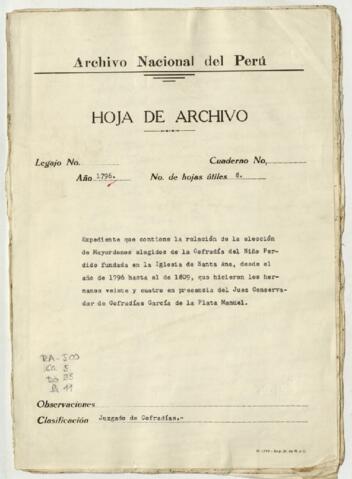 Archivo Nacional del Perú
HOJA DE ARCHIVO
Legajo No. Cuaderno No,
Año 1796. No. de hojas útiles 8.
Expediente que contiene la relación de la elección
de Mayordomos elegidos de la Cofradía del Niño Per-
dido fundada en la Iglesia de Santa Ana, desde el
año de 1796 hasta el de 1809, que hicieron los her-
manos veinte y cuatro en presencia del Juez Conserva-
dor de Cofradías García de la Plata Manuel.
Observaciones
Clasificación Juzgado de Cofradías.-